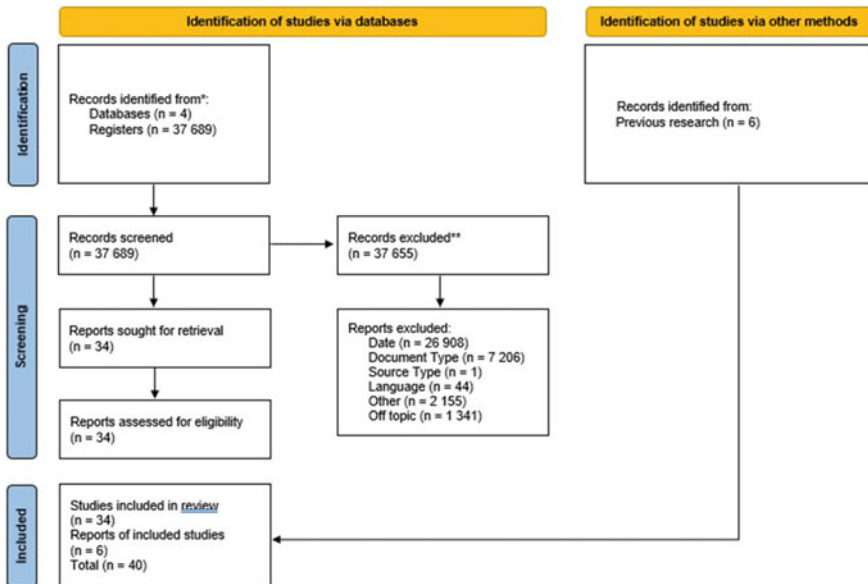 Identification of studies via databases
Identification of studies via other methods
Identification
Records identified from*:
Databases (n = 4)
Registers (n = 37 689)
Records identified from:
Previous research (n = 6)
Screening
Records screened
(n = 37 689)
Records excluded**
(n = 37 655)
Reports sought for retrieval
(n = 34)
Reports excluded:
Date (n = 26 908)
Document Type (n = 7 206)
Source Type (n = 1)
Language (n = 44)
Other (n = 2 155)
Off topic (n = 1 341)
Reports assessed for eligibility
(n = 34)
Included
Studies included in review
(n = 34)
Reports of included studies
(n = 6)
Total (n = 40)